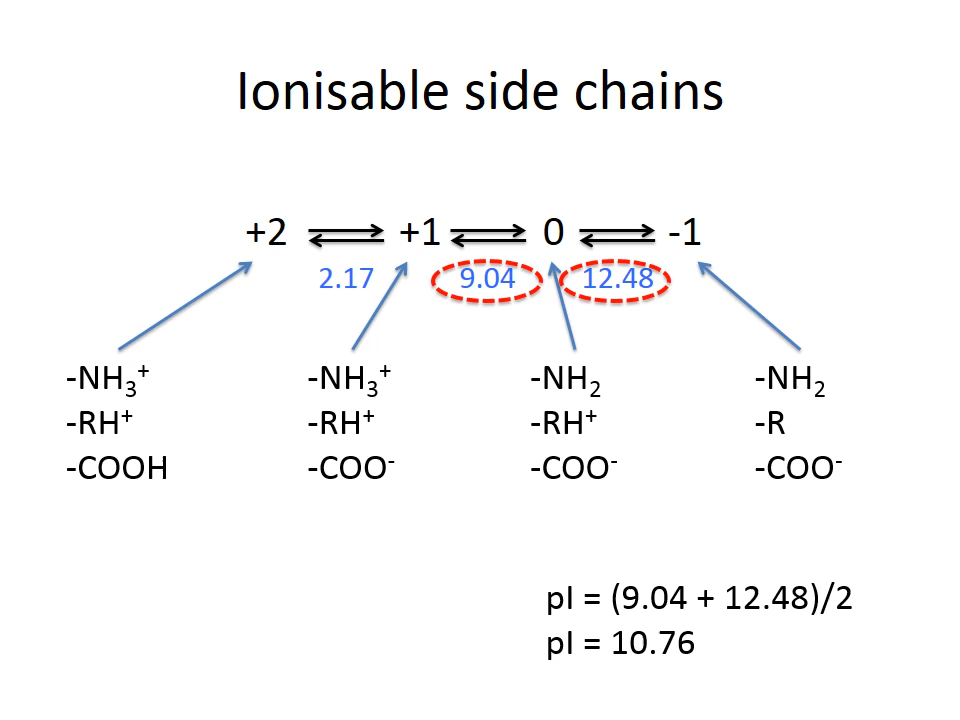 Ionisable side chains
+2 +1 0 -1
2.17 9.04 12.48
-NH₃⁺ -NH₃⁺ -NH₂ -NH₂
-RH⁺ -RH⁺ -RH⁺ -R
-COOH -COO⁻ -COO⁻ -COO⁻
pI = (9.04 + 12.48)/2
pI = 10.76